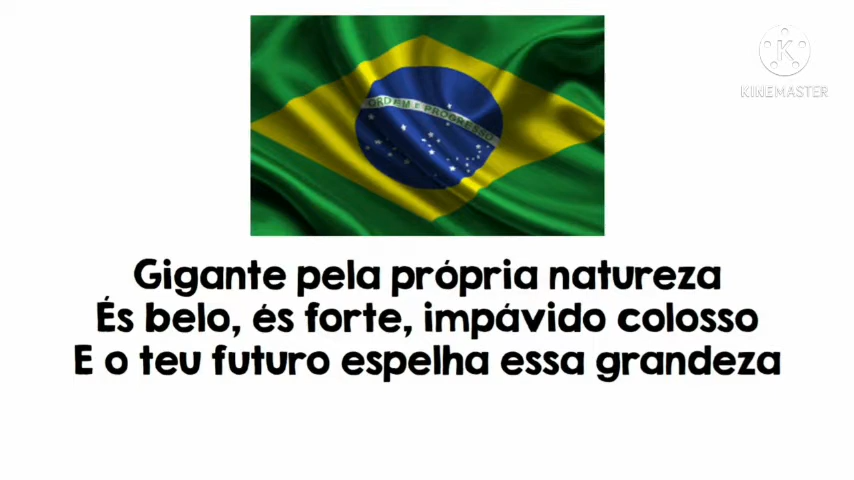 KINEMASTER
ORDEM E PROGRESSO
Gigante pela própria natureza
És belo, és forte, impávido colosso
E o teu futuro espelha essa grandeza